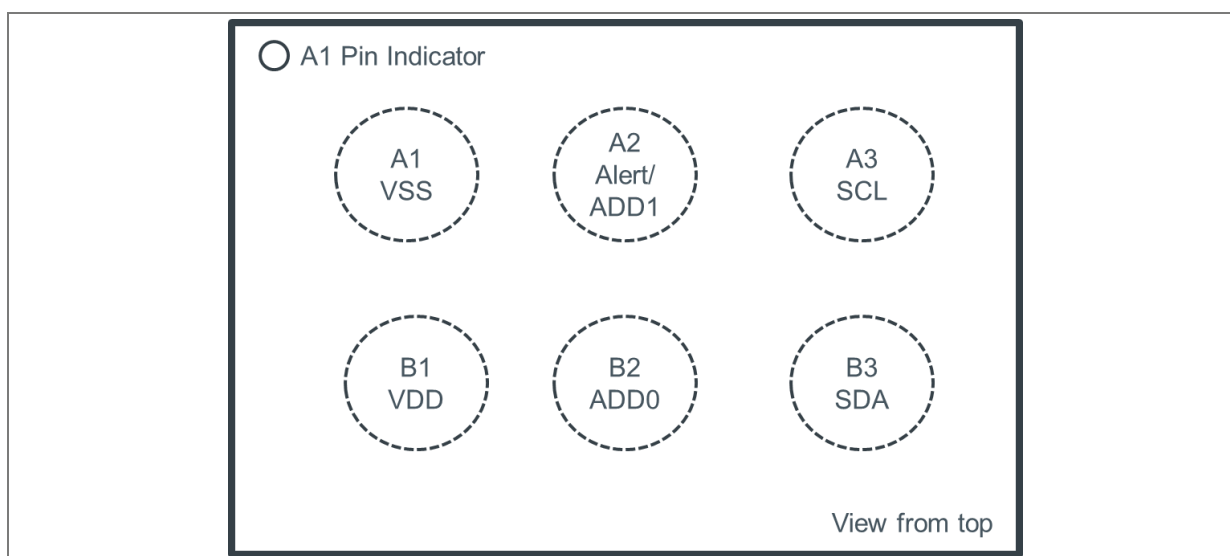 A1 Pin Indicator
A1
VSS
A2
Alert/
ADD1
A3
SCL
B1
VDD
B2
ADD0
B3
SDA
View from top